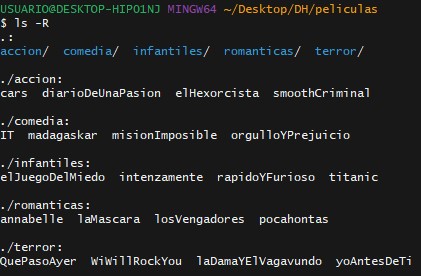 USUARIO@DESKTOP-HIPO1NJ MINGW64 ~/Desktop/DH/peliculas
$ ls -R
.:
accion/  comedia/  infantiles/  romanticas/  terror/

./accion:
cars  diarioDeUnaPasion  elHexorcista  smoothCriminal

./comedia:
IT  madagaskar  misionImposible  orgulloYPrejuicio

./infantiles:
elJuegoDelMiedo  intenzamente  rapidoYFurioso  titanic

./romanticas:
annabelle  laMascara  losVengadores  pocahontas

./terror:
QuePasoAyer  WiWillRockYou  laDamaYElVagavundo  yoAntesDeTi